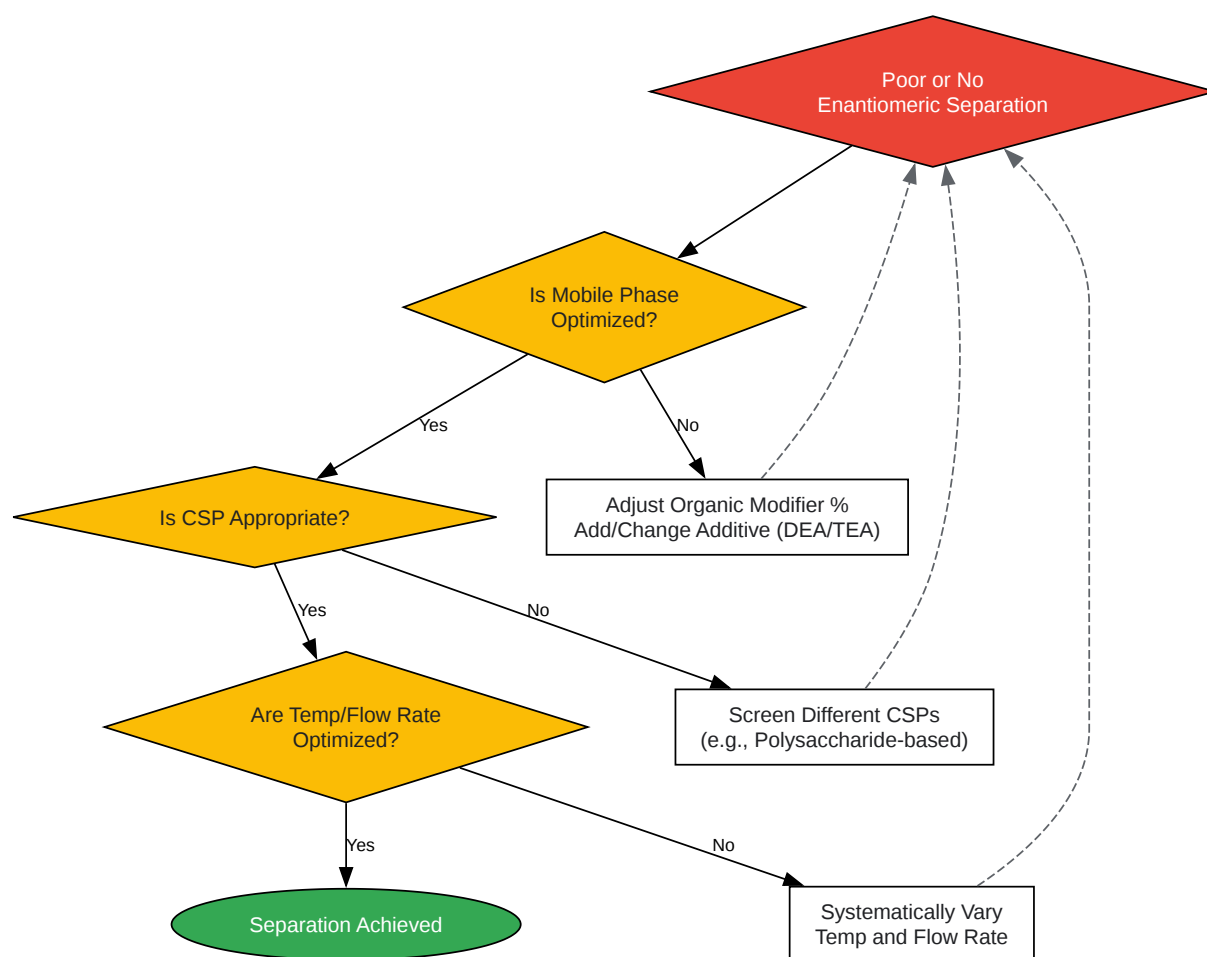 Poor or No
Enantiomeric Separation
Is Mobile Phase
Optimized?
Yes
No
Is CSP Appropriate?
Adjust Organic Modifier %
Add/Change Additive (DEA/TEA)
Yes
No
Are Temp/Flow Rate
Optimized?
Screen Different CSPs
(e.g., Polysaccharide-based)
Yes
No
Separation Achieved
Systematically Vary
Temp and Flow Rate